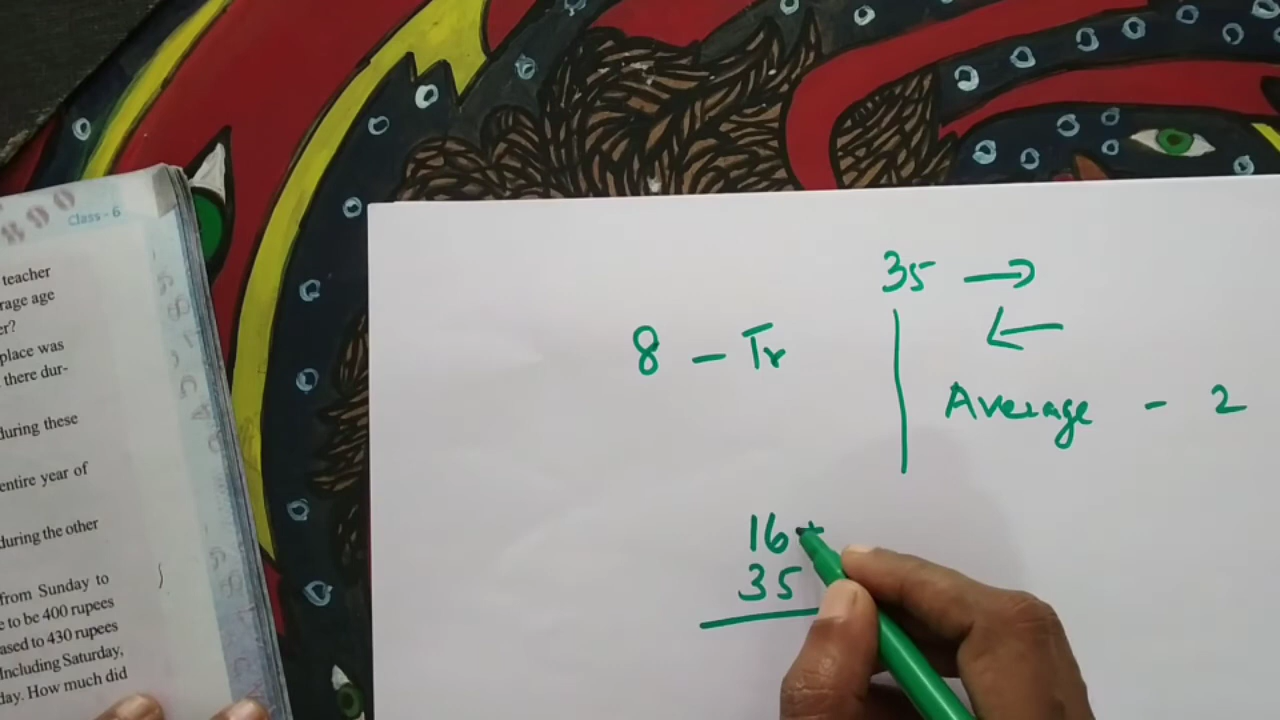 Class - 6
teacher
rage age
er?
place was
there dur-
during these
entire year of
during the other
from Sunday to
e to be 400 rupees
ased to 430 rupees
Including Saturday,
day. How much did
35 →
←
8 - Tr
Average - 2
16 +
35